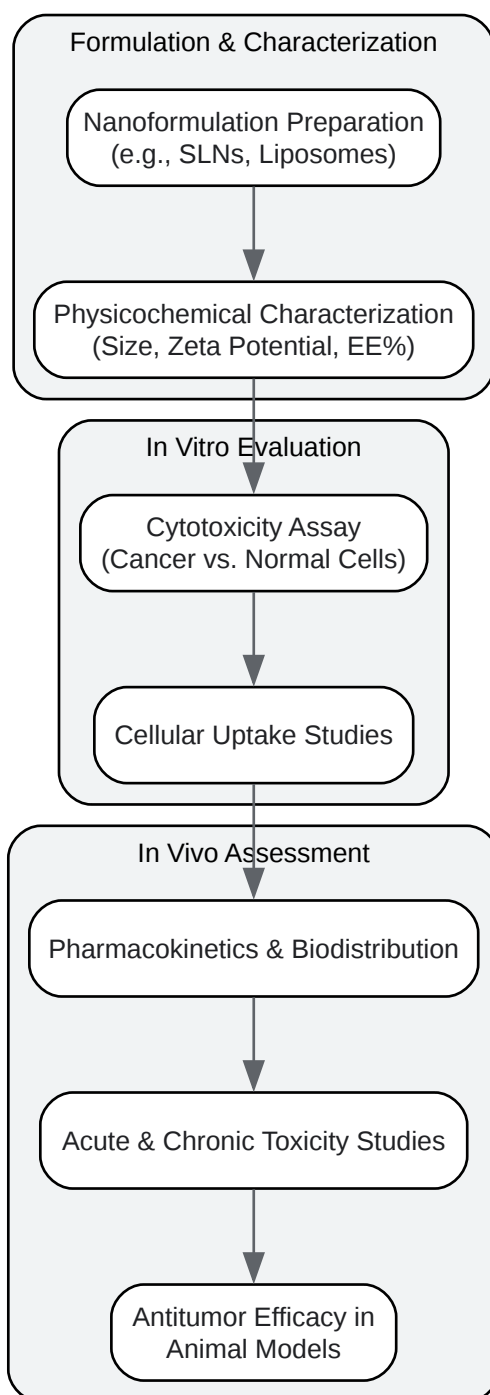 Formulation & Characterization
Nanoformulation Preparation
(e.g., SLNs, Liposomes)
Physicochemical Characterization
(Size, Zeta Potential, EE%)
In Vitro Evaluation
Cytotoxicity Assay
(Cancer vs. Normal Cells)
Cellular Uptake Studies
In Vivo Assessment
Pharmacokinetics & Biodistribution
Acute & Chronic Toxicity Studies
Antitumor Efficacy in
Animal Models